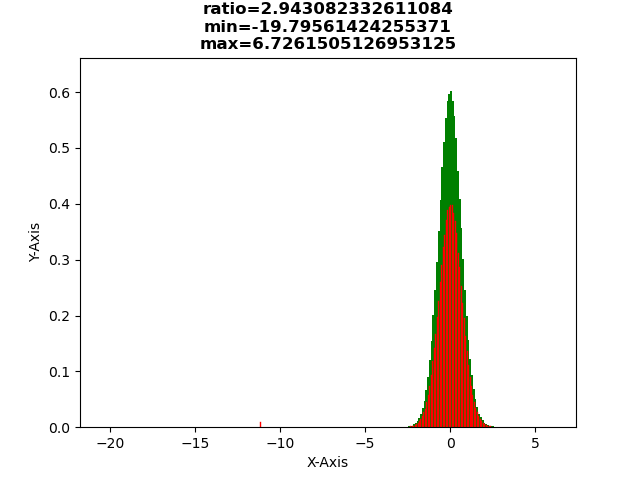 ratio=2.943082332611084
min=-19.79561424255371
max=6.7261505126953125
0.6
0.5
0.4
0.3
0.2
0.1
0.0
Y-Axis
−20
−15
−10
−5
0
5
X-Axis